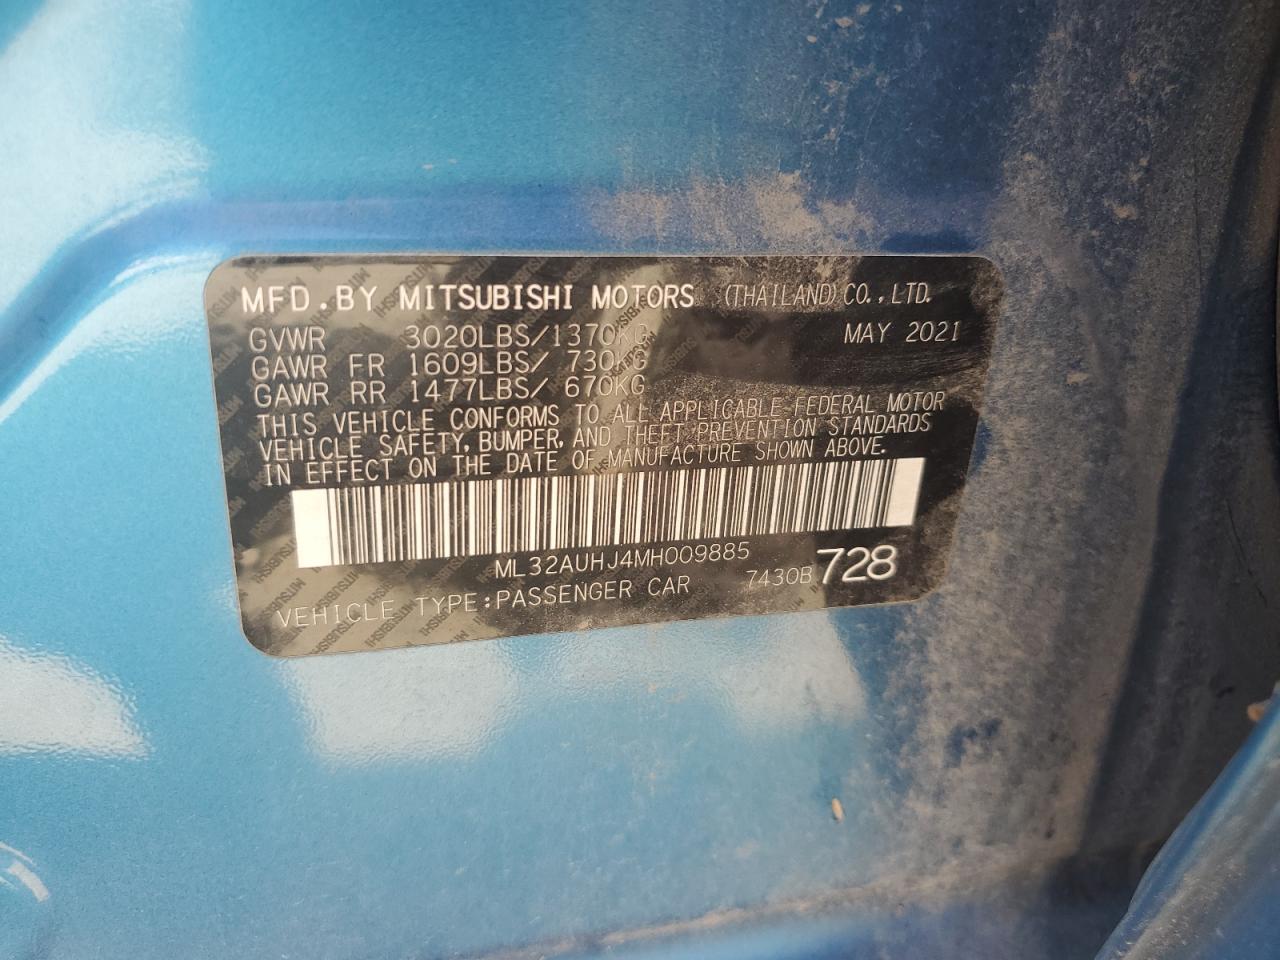 MFD. BY MITSUBISHI MOTORS (THAILAND) CO., LTD.
GVWR 3020LBS/1370KG MAY 2021
GAWR FR 1609LBS/ 730KG
GAWR RR 1477LBS/ 670KG
THIS VEHICLE CONFORMS TO ALL APPLICABLE FEDERAL MOTOR
VEHICLE SAFETY, BUMPER, AND THEFT PREVENTION STANDARDS
IN EFFECT ON THE DATE OF MANUFACTURE SHOWN ABOVE.
ML32AUHJ4MH009885
VEHICLE TYPE:PASSENGER CAR 7430B 728